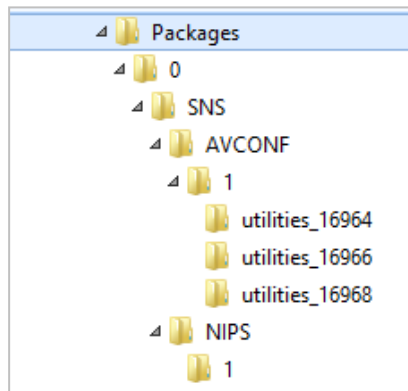 Packages
0
SNS
AVCONF
1
utilities_16964
utilities_16966
utilities_16968
NIPS
1